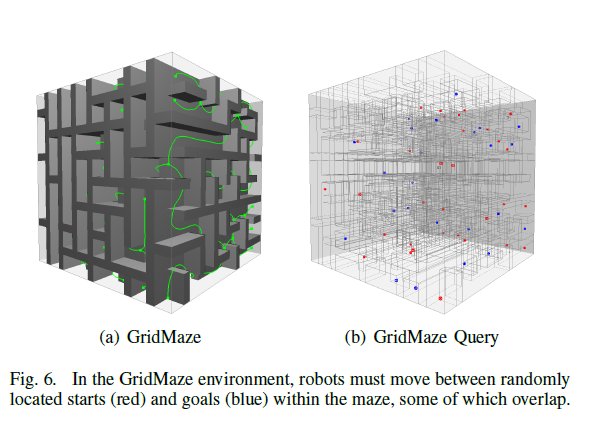 (a) GridMaze
(b) GridMaze Query
Fig. 6. In the GridMaze environment, robots must move between randomly
located starts (red) and goals (blue) within the maze, some of which overlap.